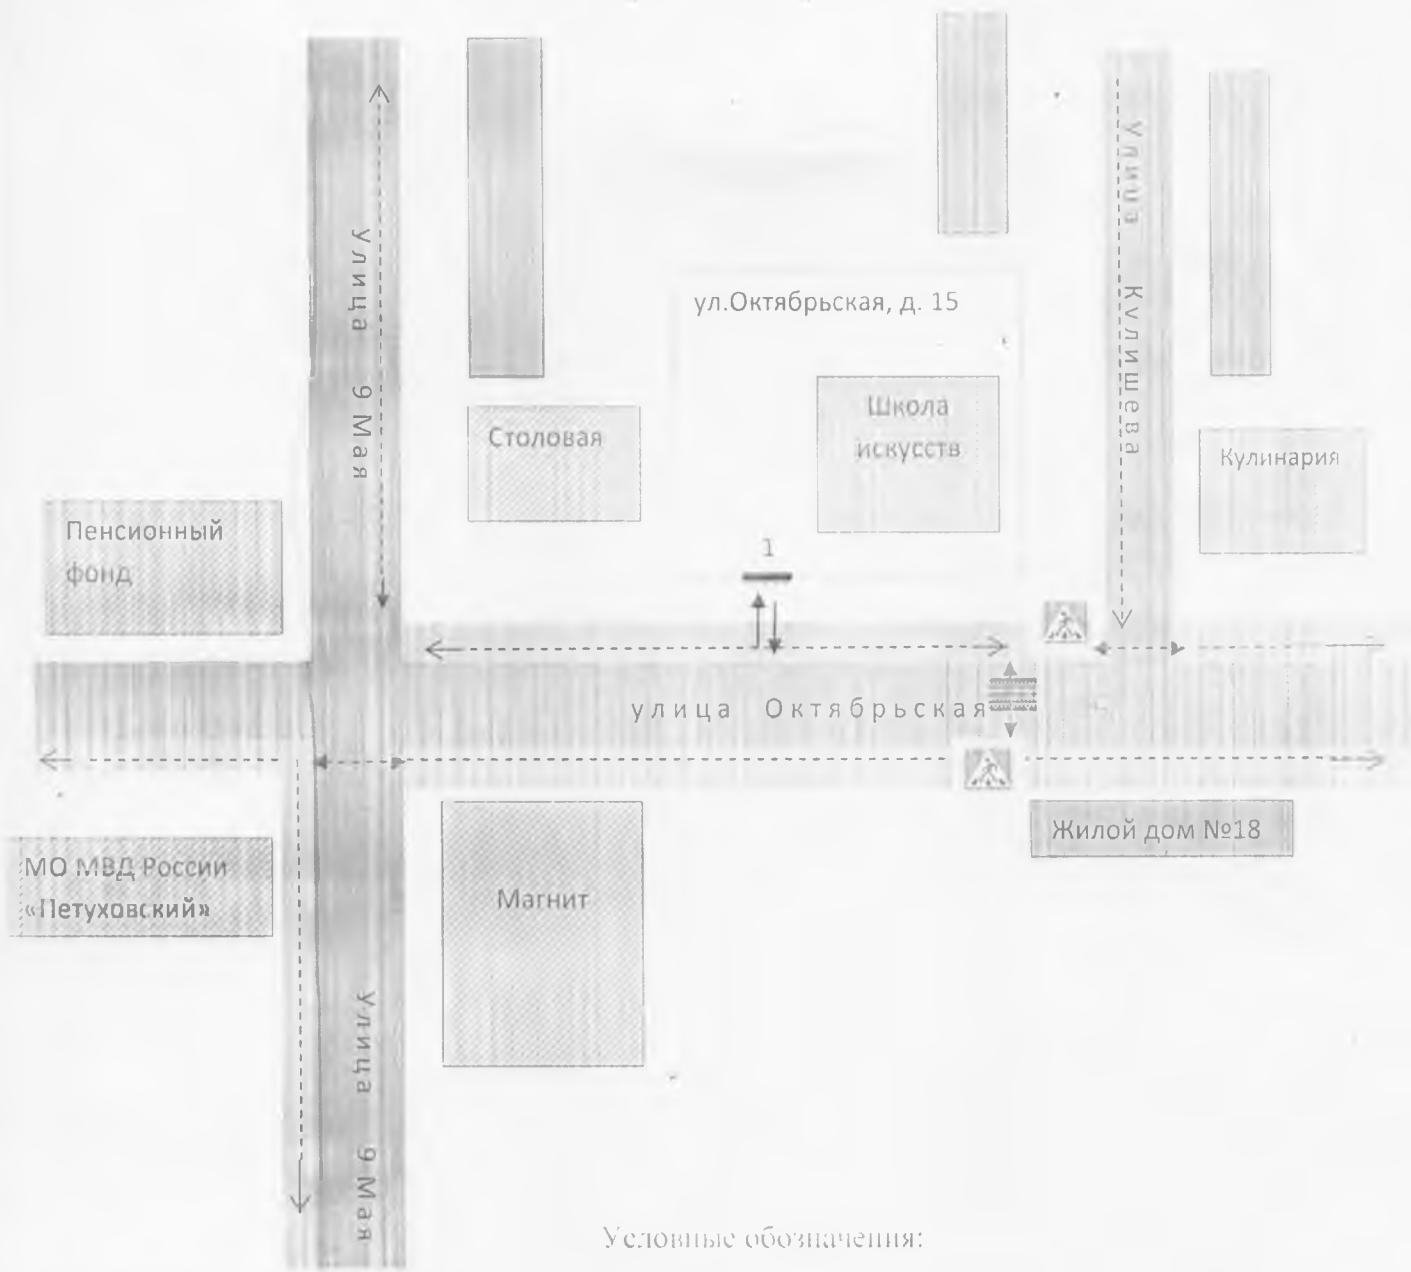 Улица 9 Мая
Улица Кулишева
ул.Октябрьская, д. 15
Школа
искусств
Столовая
Кулинария
Пенсионный
фонд
1
улица Октябрьская
Жилой дом №18
МО МВД России
«Петуховский»
Магнит
Улица 9 Мая
Условные обозначения: